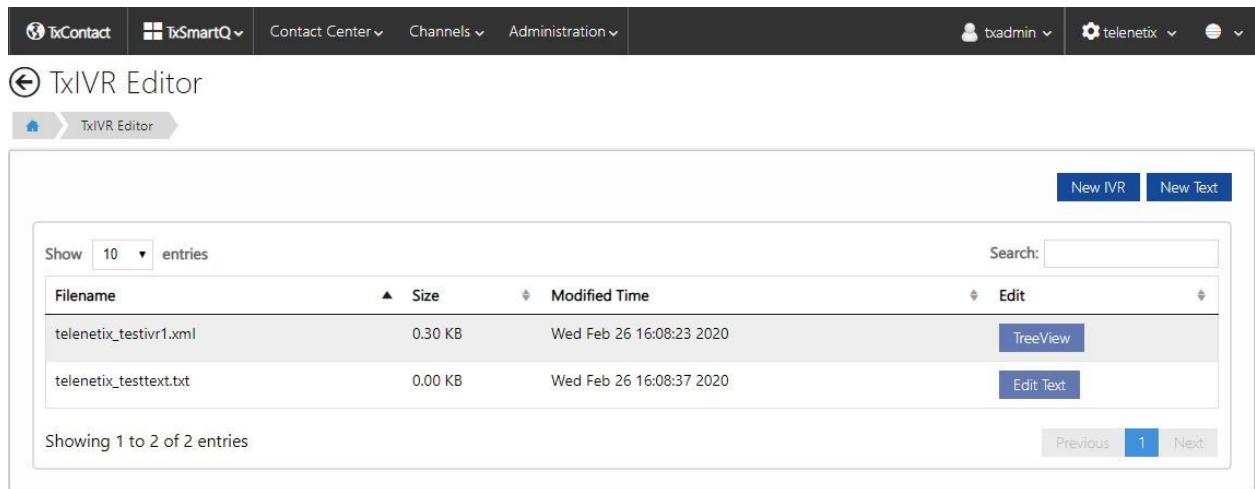 TxContact TxSmartQ Contact Center Channels Administration txadmin telenetix
TxIVR Editor
TxIVR Editor
New IVR New Text
Show 10 entries Search:
Filename Size Modified Time Edit
telenetix_testivr1.xml 0.30 KB Wed Feb 26 16:08:23 2020 TreeView
telenetix_testtext.txt 0.00 KB Wed Feb 26 16:08:37 2020 Edit Text
Showing 1 to 2 of 2 entries Previous 1 Next